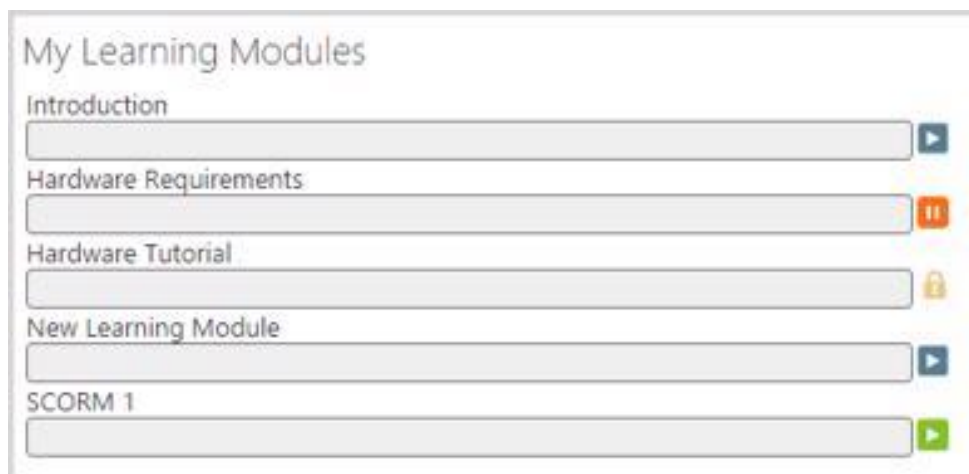 My Learning Modules
Introduction
Hardware Requirements
Hardware Tutorial
New Learning Module
SCORM 1